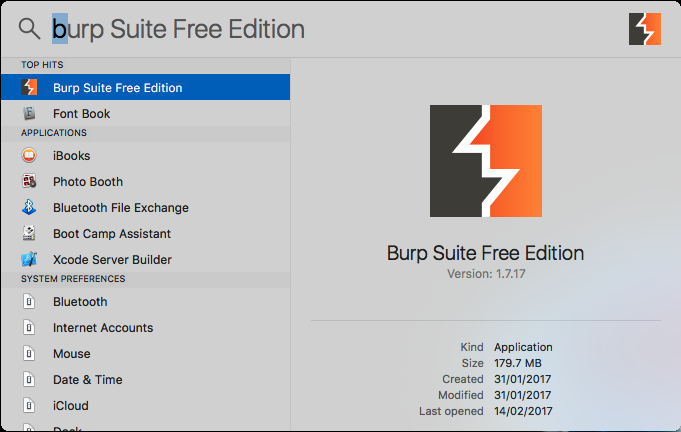 burp Suite Free Edition
TOP HITS
Burp Suite Free Edition
Font Book
APPLICATIONS
iBooks
Photo Booth
Bluetooth File Exchange
Boot Camp Assistant
Xcode Server Builder
SYSTEM PREFERENCES
Bluetooth
Internet Accounts
Mouse
Date & Time
iCloud
Dock
Burp Suite Free Edition
Version: 1.7.17
Kind Application
Size 179.7 MB
Created 31/01/2017
Modified 31/01/2017
Last opened 14/02/2017